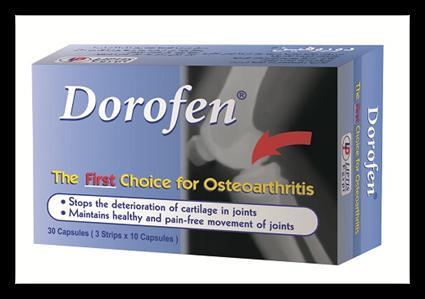 Dorofen®
The First Choice for Osteoarthritis
• Stops the deterioration of cartilage in joints
• Maintains healthy and pain-free movement of joints
30 Capsules ( 3 Strips x 10 Capsules )
Dorofen®
The First Choice for Osteoarthritis